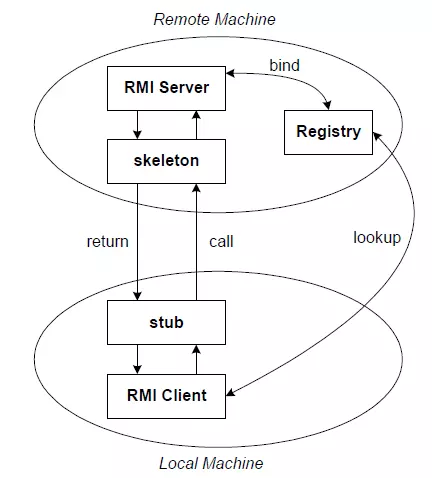 Remote Machine
bind
RMI Server
Registry
skeleton
return
call
lookup
stub
RMI Client
Local Machine